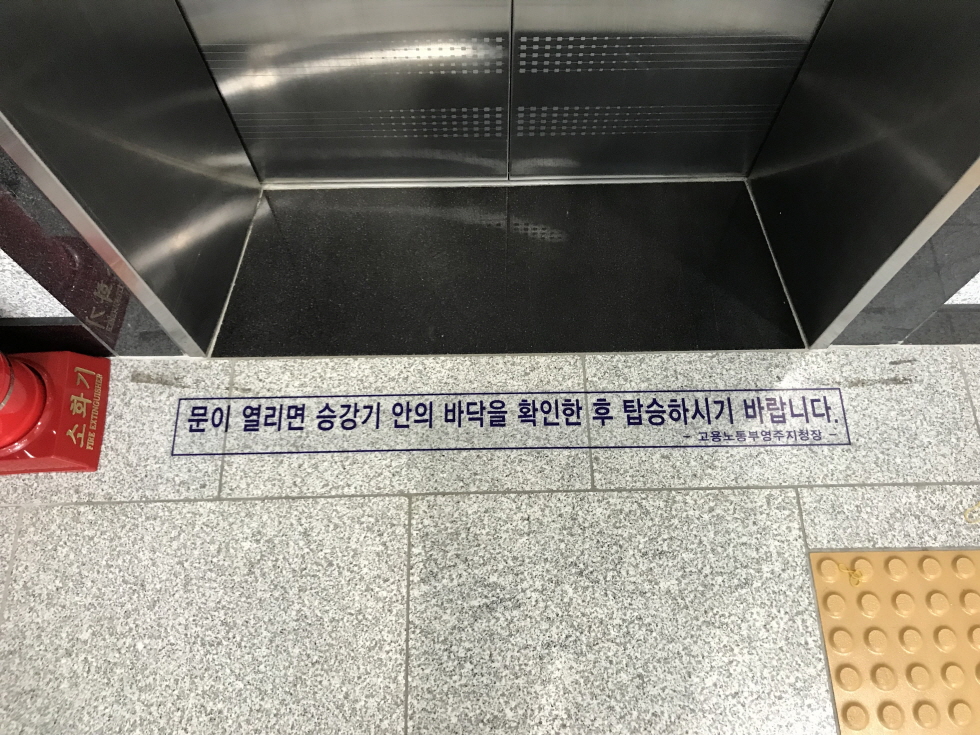 문이 열리면 승강기 안의 바닥을 확인한 후 탑승하시기 바랍니다.
- 고용노동부영주지청장 -
소화기
FIRE EXTINGUISHER